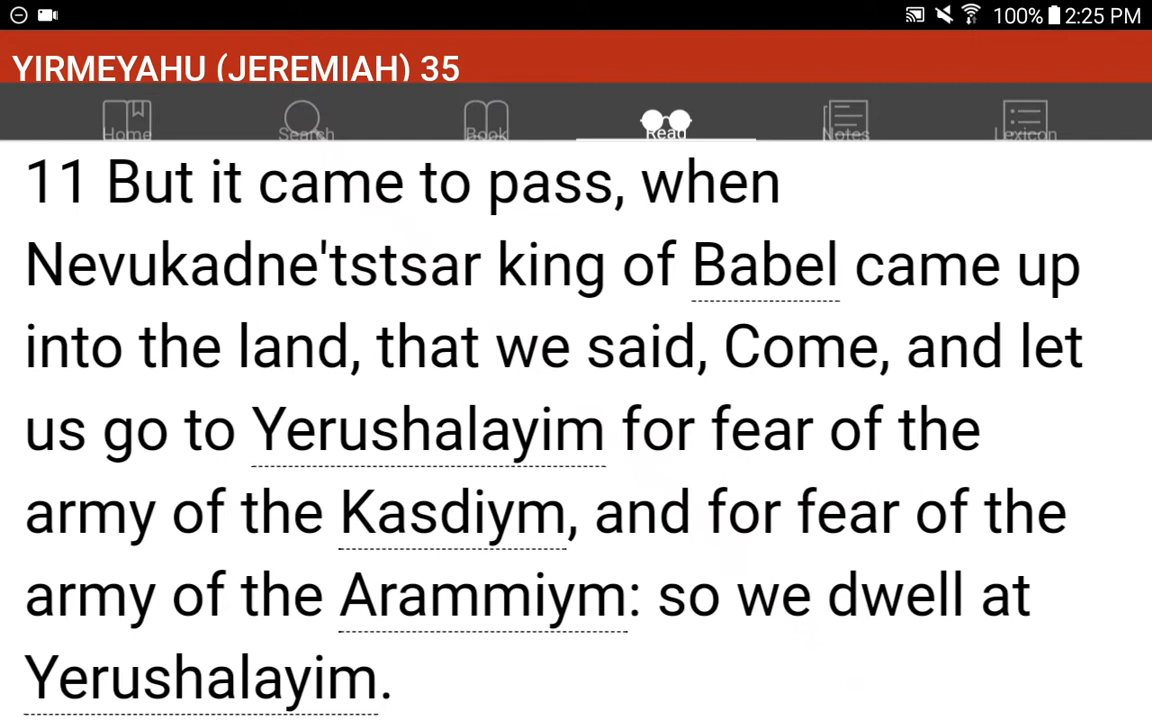 100% 2:25 PM
YIRMEYAHU (JEREMIAH) 35
Home Search Book Read Notes Lexicon
11 But it came to pass, when
Nevukadne'tstsar king of Babel came up
into the land, that we said, Come, and let
us go to Yerushalayim for fear of the
army of the Kasdiym, and for fear of the
army of the Arammiym: so we dwell at
Yerushalayim.